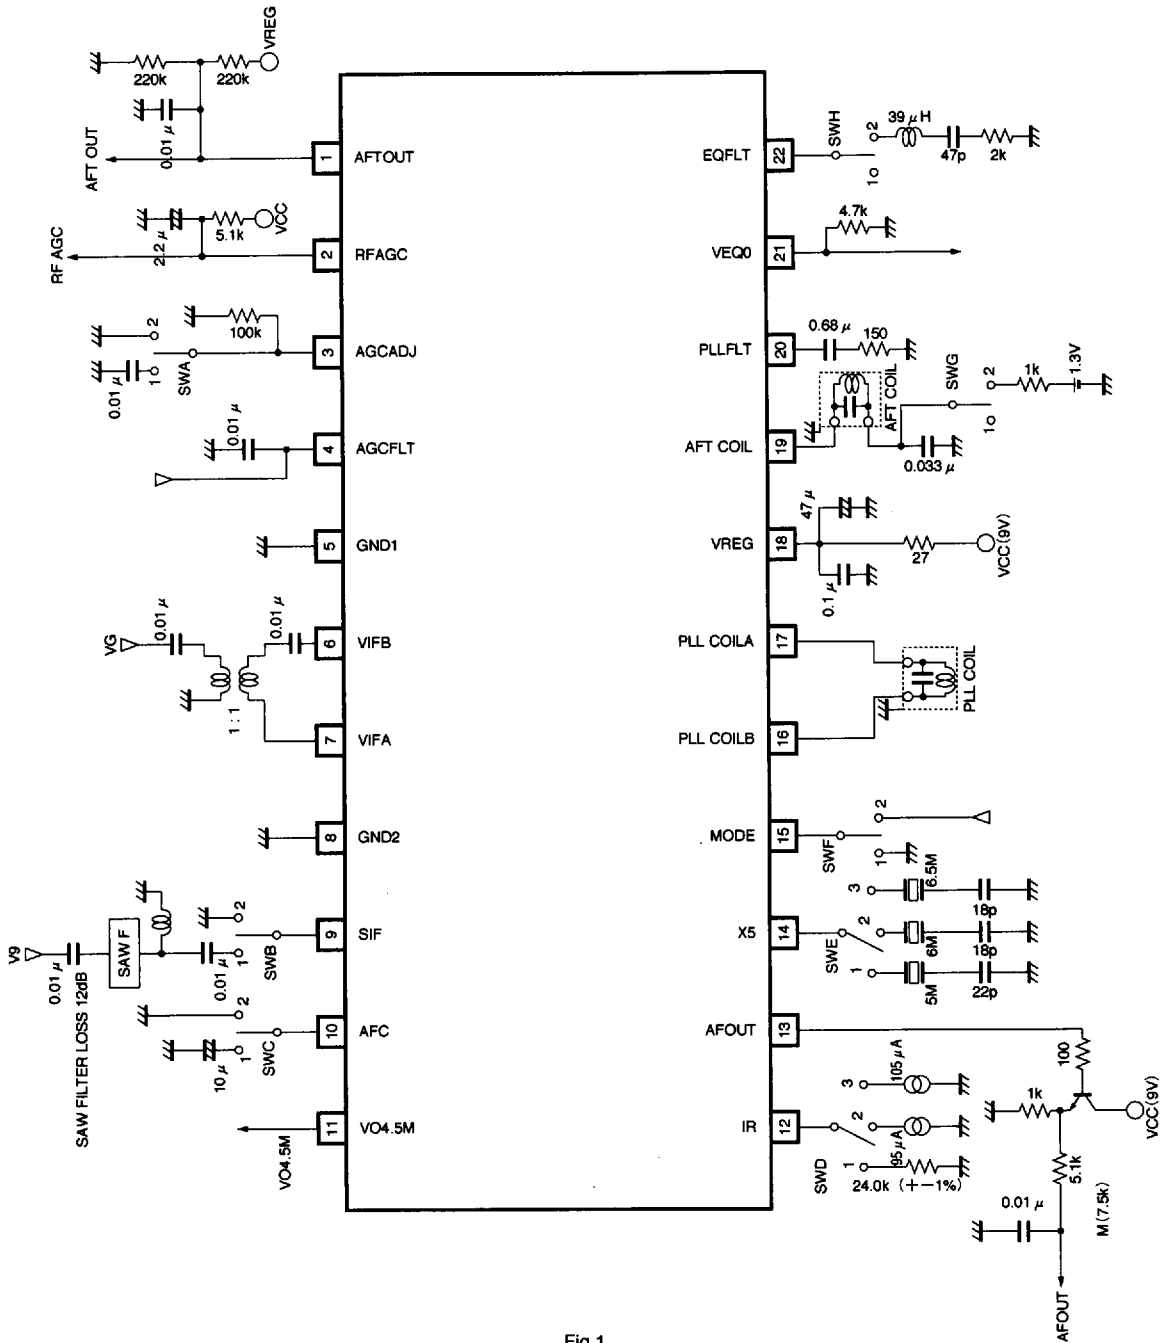 VREG
220k
220k
0.01 μ
AFT OUT
1
AFTOUT
VCC
5.1k
2.2 μ
RF AGC
2
RFAGC
100k
2
1
0.01 μ
SWA
3
AGCADJ
0.01 μ
4
AGCFLT
5
GND1
VG
0.01 μ
0.01 μ
1 : 1
6
VIFB
7
VIFA
8
GND2
V9
0.01 μ
SAW FILTER LOSS 12dB
SAW F
0.01 μ
2
1
SWB
9
SIF
2
1
10 μ
SWC
10
AFC
VO4.5M
11
VO4.5M
EQFLT
22
SWH
2
1
39 μH
47p
2k
VEQ0
21
4.7k
PLLFLT
20
0.68 μ
150
AFT COIL
19
AFT COIL
0.033 μ
SWG
2
1
1k
1.3V
VREG
18
47 μ
0.1 μ
27
VCC(9V)
PLL COILA
17
PLL COILB
16
PLL COIL
MODE
15
SWF
2
1
X5
14
SWE
3
6.5M
18p
2
6M
18p
1
5M
22p
AFOUT
13
100
1k
VCC(9V)
5.1k
M(7.5k)
0.01 μ
AFOUT
IR
12
SWD
3
105 μA
2
95 μA
1
24.0k (+−1%)
Fig.1